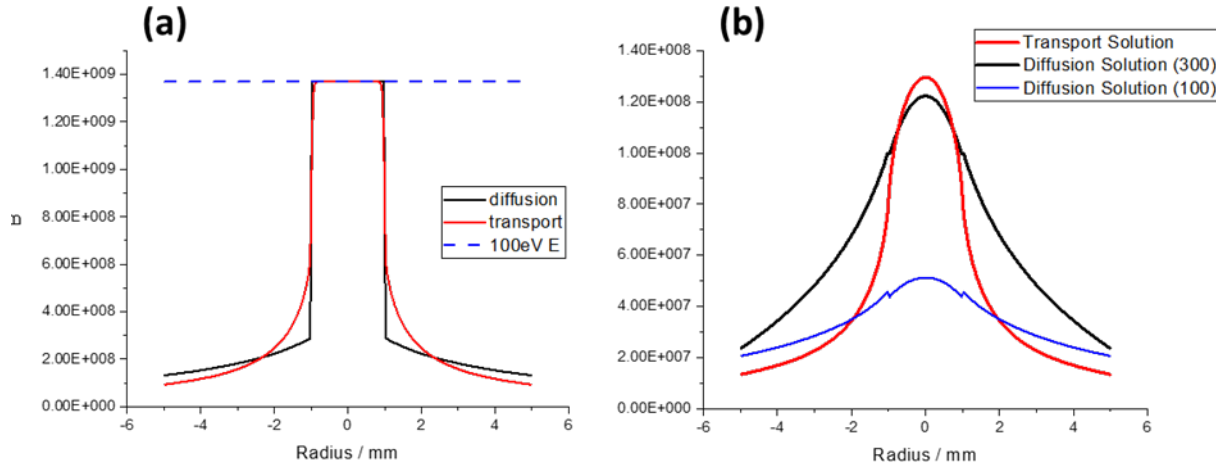 (a)
1.40E+009
1.20E+009
1.00E+009
8.00E+008
6.00E+008
4.00E+008
2.00E+008
0.00E+000
diffusion
transport
100eV E
-6 -4 -2 0 2 4 6
Radius / mm
(b)
Transport Solution
Diffusion Solution (300)
Diffusion Solution (100)
1.40E+008
1.20E+008
1.00E+008
8.00E+007
6.00E+007
4.00E+007
2.00E+007
0.00E+000
-6 -4 -2 0 2 4 6
Radius / mm